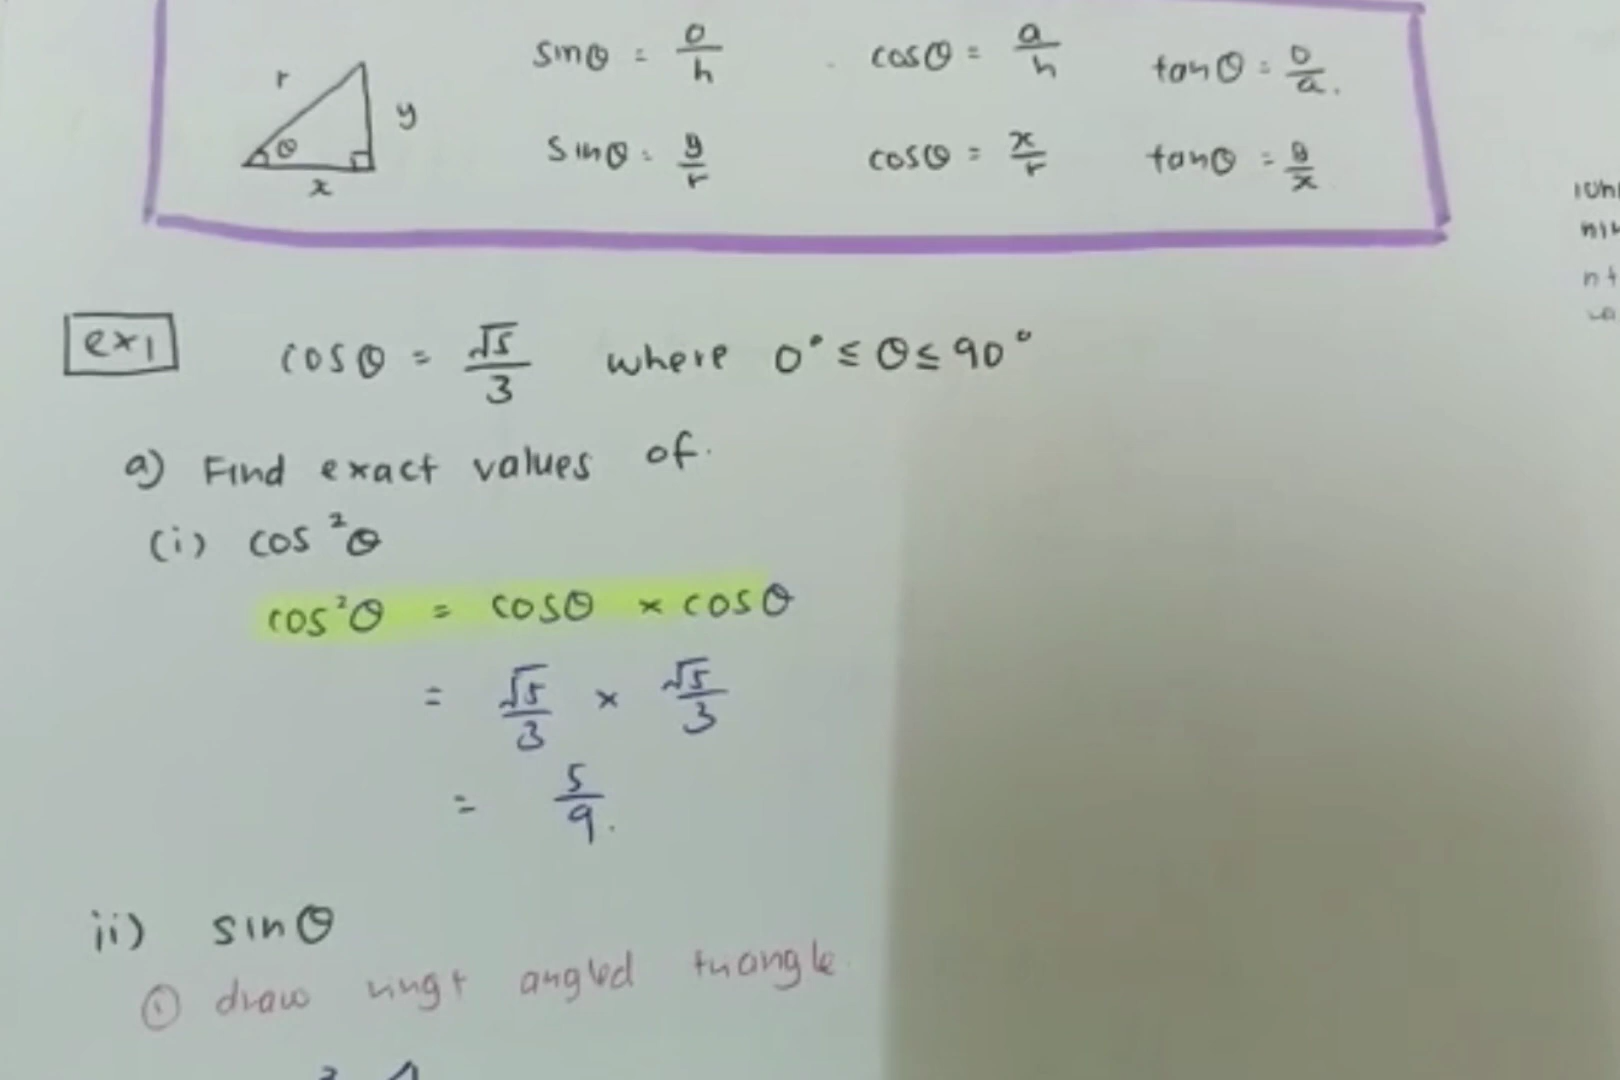 sinθ = o/h cosθ = a/h tanθ = o/a.
r
y
θ
x
sinθ = y/r cosθ = x/r tanθ = y/x
ex1 cosθ = √5/3 where 0° ≤ θ ≤ 90°
a) Find exact values of.
(i) cos²θ
cos²θ = cosθ × cosθ
= √5/3 × √5/3
= 5/9.
ii) sinθ
① draw ringt angled triangle.